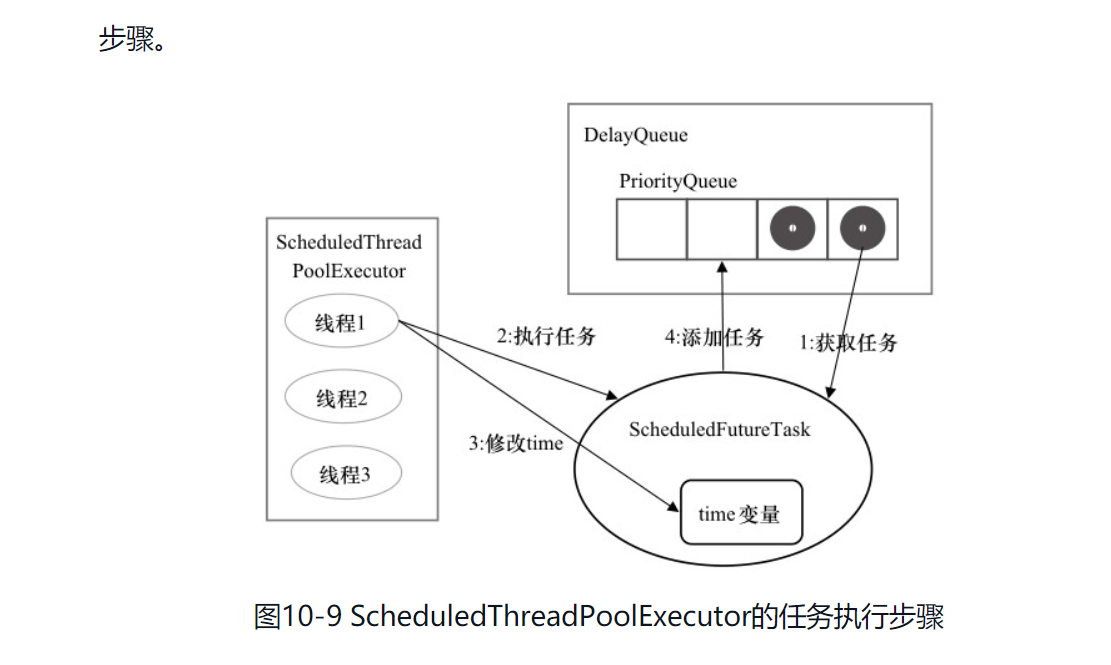 步骤。
DelayQueue
PriorityQueue
ScheduledThread
PoolExecutor
线程1
线程2
线程3
2:执行任务
4:添加任务
1:获取任务
3:修改time
ScheduledFutureTask
time 变量
图10-9 ScheduledThreadPoolExecutor的任务执行步骤